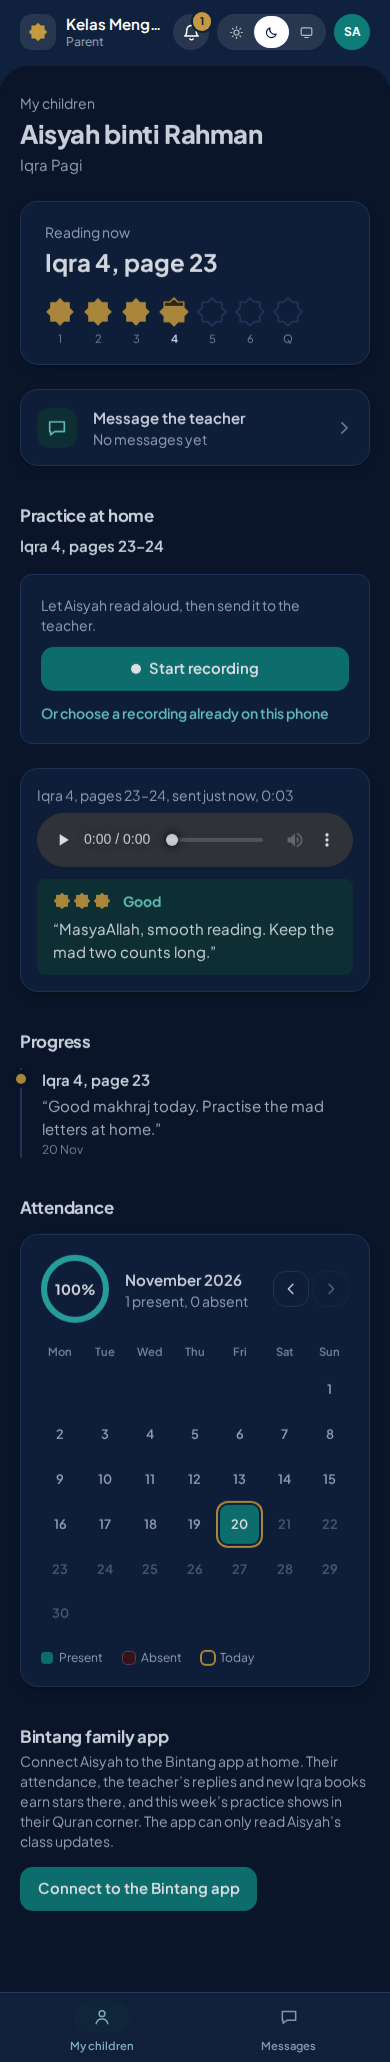 Kelas Meng...
Parent
1
SA
My children
Aisyah binti Rahman
Iqra Pagi
Reading now
Iqra 4, page 23
1 2 3 4 5 6 Q
Message the teacher
No messages yet
Practice at home
Iqra 4, pages 23–24
Let Aisyah read aloud, then send it to the
teacher.
Start recording
Or choose a recording already on this phone
Iqra 4, pages 23–24, sent just now, 0:03
0:00 / 0:00
Good
“MasyaAllah, smooth reading. Keep the
mad two counts long.”
Progress
Iqra 4, page 23
“Good makhraj today. Practise the mad
letters at home.”
20 Nov
Attendance
100%
November 2026
1 present, 0 absent
Mon Tue Wed Thu Fri Sat Sun
1
2 3 4 5 6 7 8
9 10 11 12 13 14 15
16 17 18 19 20 21 22
23 24 25 26 27 28 29
30
Present Absent Today
Bintang family app
Connect Aisyah to the Bintang app at home. Their
attendance, the teacher’s replies and new Iqra books
earn stars there, and this week’s practice shows in
their Quran corner. The app can only read Aisyah’s
class updates.
Connect to the Bintang app
My children
Messages